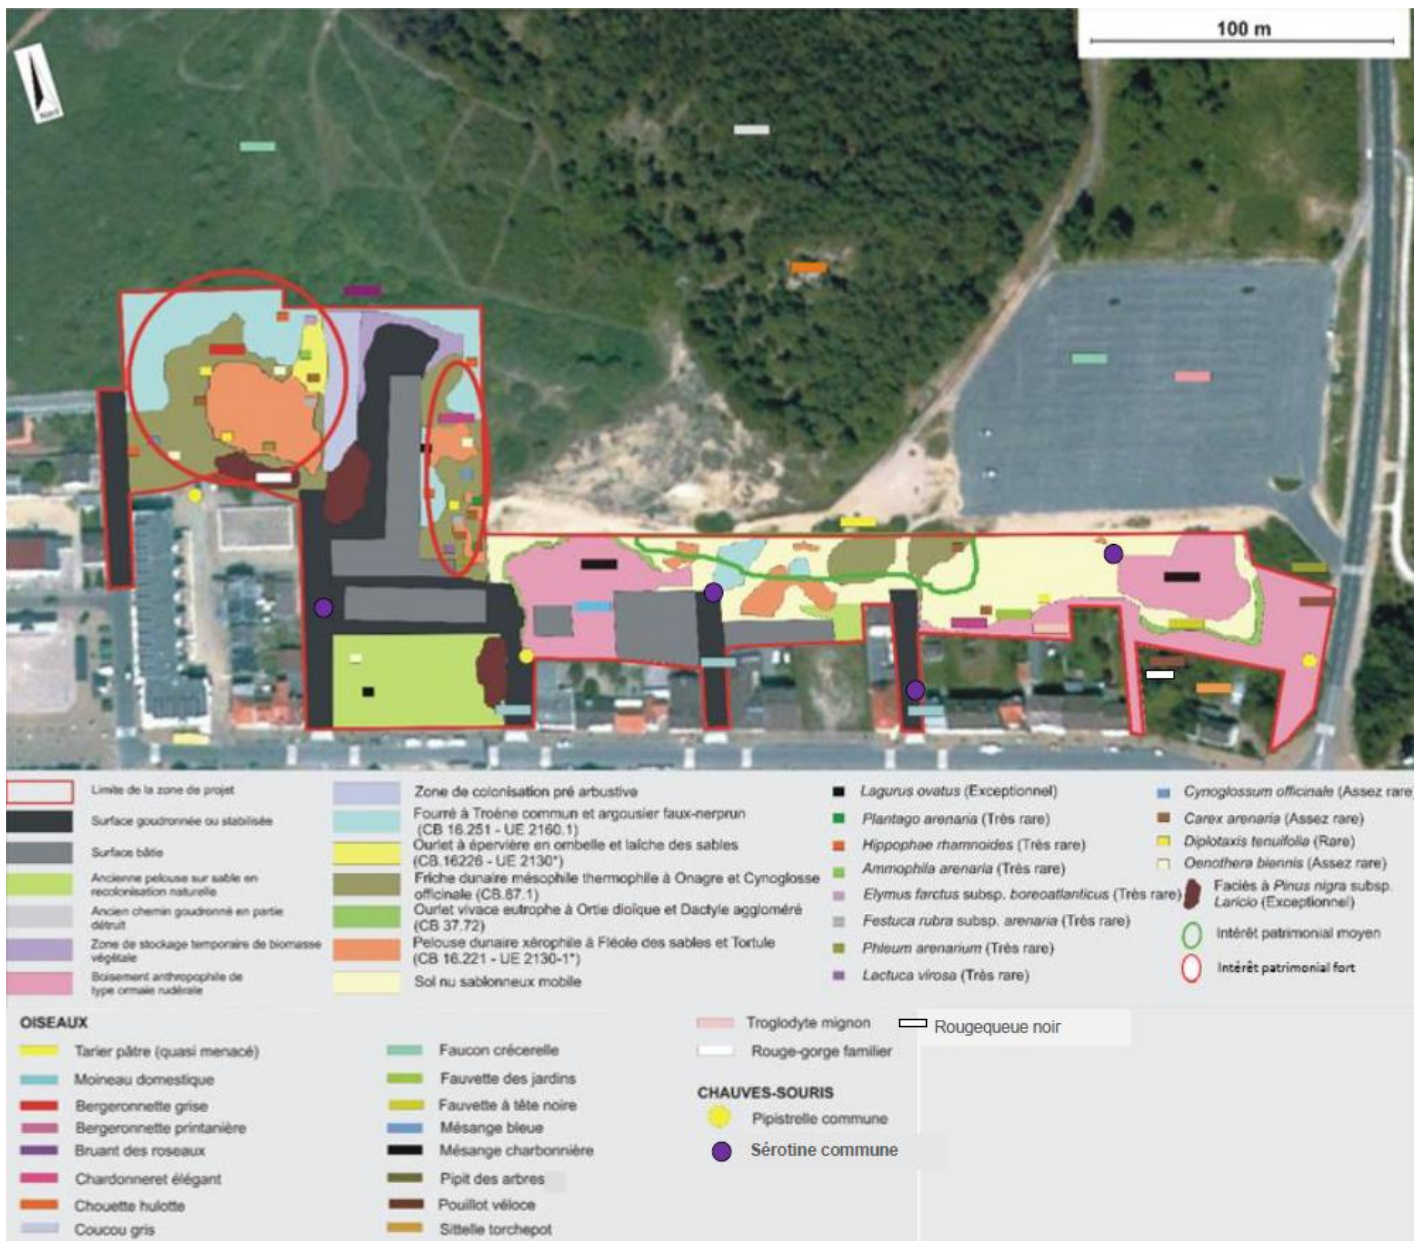 100 m
Nord
Limite de la zone de projet
Surface goudronnée ou stabilisée
Surface bâtie
Ancienne pelouse sur sable en
recolonisation naturelle
Ancien chemin goudronné en partie
détruit
Zone de stockage temporaire de biomasse
végétale
Boisement anthropophile de
type ormaie rudérale
Zone de colonisation pré arbustive
Fourré à Troène commun et argousier faux-nerprun
(CB 16.251 - UE 2160.1)
Ourlet à épervière en ombelle et laîche des sables
(CB.16226 - UE 2130*)
Friche dunaire mésophile thermophile à Onagre et Cynoglosse
officinale (CB.87.1)
Ourlet vivace eutrophe à Ortie dioïque et Dactyle aggloméré
(CB 37.72)
Pelouse dunaire xérophile à Fléole des sables et Tortule
(CB 16.221 - UE 2130-1*)
Sol nu sablonneux mobile
Lagurus ovatus (Exceptionnel)
Plantago arenaria (Très rare)
Hippophae rhamnoides (Très rare)
Ammophila arenaria (Très rare)
Elymus farctus subsp. boreoatlanticus (Très rare)
Festuca rubra subsp. arenaria (Très rare)
Phleum arenarium (Très rare)
Lactuca virosa (Très rare)
Cynoglossum officinale (Assez rare)
Carex arenaria (Assez rare)
Diplotaxis tenuifolia (Rare)
Oenothera biennis (Assez rare)
Faciès à Pinus nigra subsp.
Laricio (Exceptionnel)
Intérêt patrimonial moyen
Intérêt patrimonial fort
OISEAUX
Tarier pâtre (quasi menacé)
Moineau domestique
Bergeronnette grise
Bergeronnette printanière
Bruant des roseaux
Chardonneret élégant
Chouette hulotte
Coucou gris
Faucon crécerelle
Fauvette des jardins
Fauvette à tête noire
Mésange bleue
Mésange charbonnière
Pipit des arbres
Pouillot véloce
Sittelle torchepot
Troglodyte mignon
Rougequeue noir
Rouge-gorge familier
CHAUVES-SOURIS
Pipistrelle commune
Sérotine commune